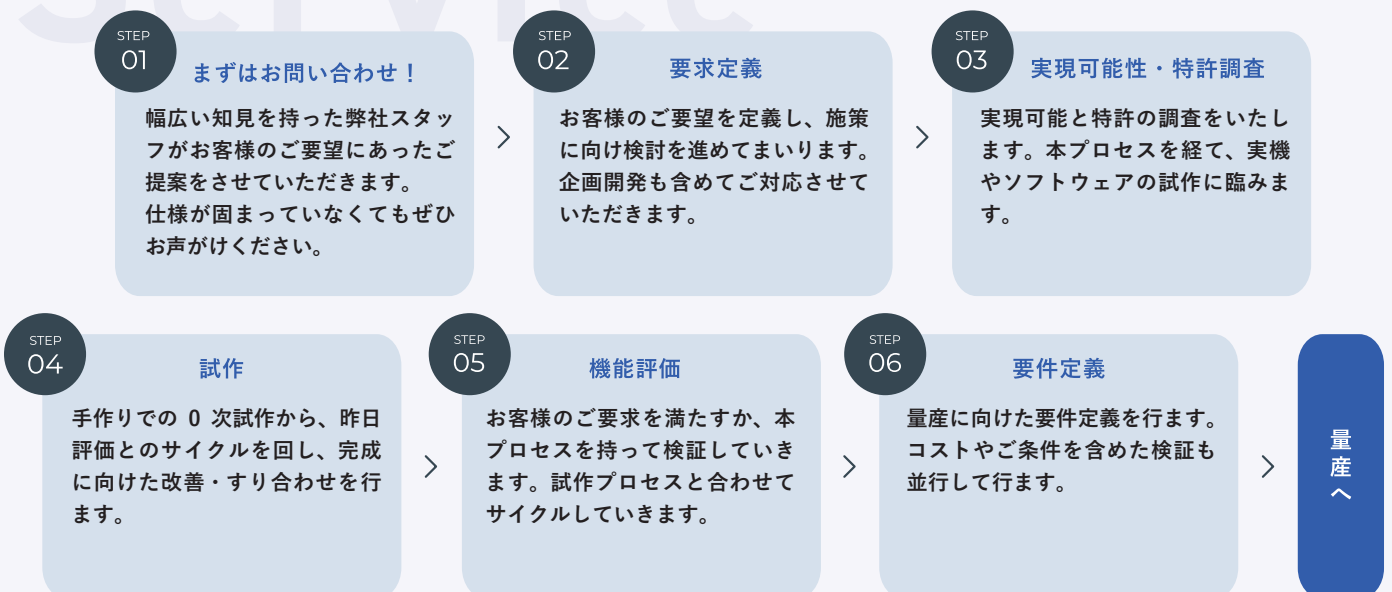 Service
STEP
01
まずはお問い合わせ！
幅広い知見を持った弊社スタッ
フがお客様のご要望にあったご
提案をさせていただきます。
仕様が固まっていなくてもぜひ
お声がけください。
STEP
02
要求定義
お客様のご要望を定義し、施策
に向け検討を進めてまいります。
企画開発も含めてご対応させて
いただきます。
STEP
03
実現可能性・特許調査
実現可能と特許の調査をいたし
ます。本プロセスを経て、実機
やソフトウェアの試作に臨みま
す。
STEP
04
試作
手作りでの 0 次試作から、昨日
評価とのサイクルを回し、完成
に向けた改善・すり合わせを行
ます。
STEP
05
機能評価
お客様のご要求を満たすか、本
プロセスを持って検証していき
ます。試作プロセスと合わせて
サイクルしていきます。
STEP
06
要件定義
量産に向けた要件定義を行ます。
コストやご条件を含めた検証も
並行して行ます。
量産へ